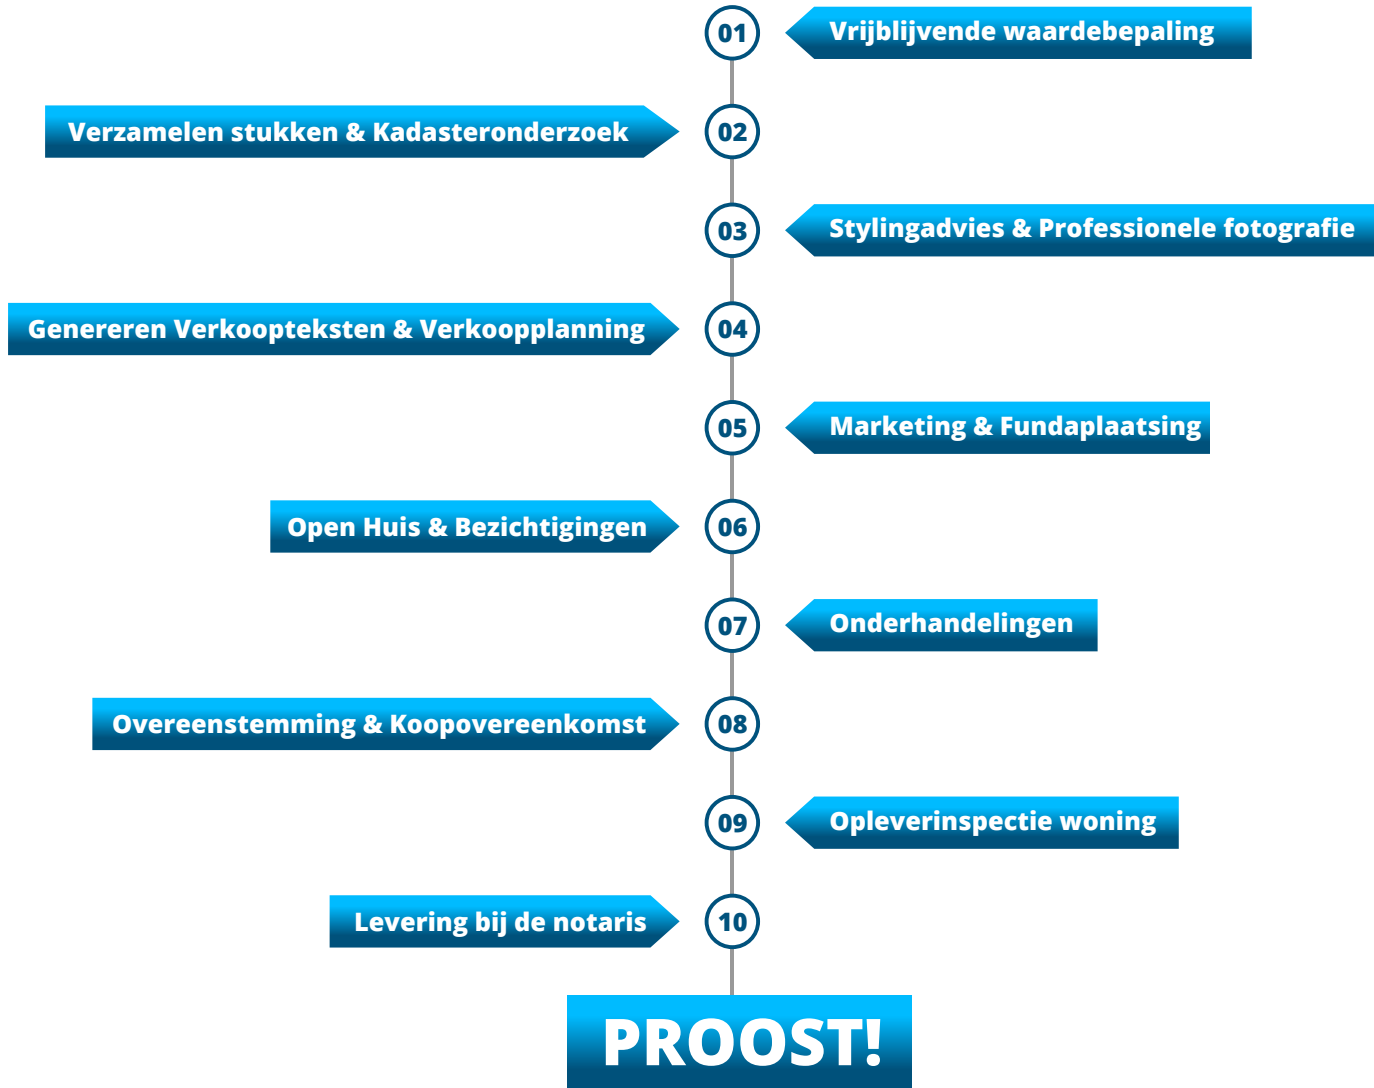 01
Vrijblijvende waardebepaling
Verzamelen stukken & Kadasteronderzoek
02
03
Stylingadvies & Professionele fotografie
Genereren Verkoopteksten & Verkoopplanning
04
05
Marketing & Fundaplaatsing
Open Huis & Bezichtigingen
06
07
Onderhandelingen
Overeenstemming & Koopovereenkomst
08
09
Opleverinspectie woning
Levering bij de notaris
10
PROOST!